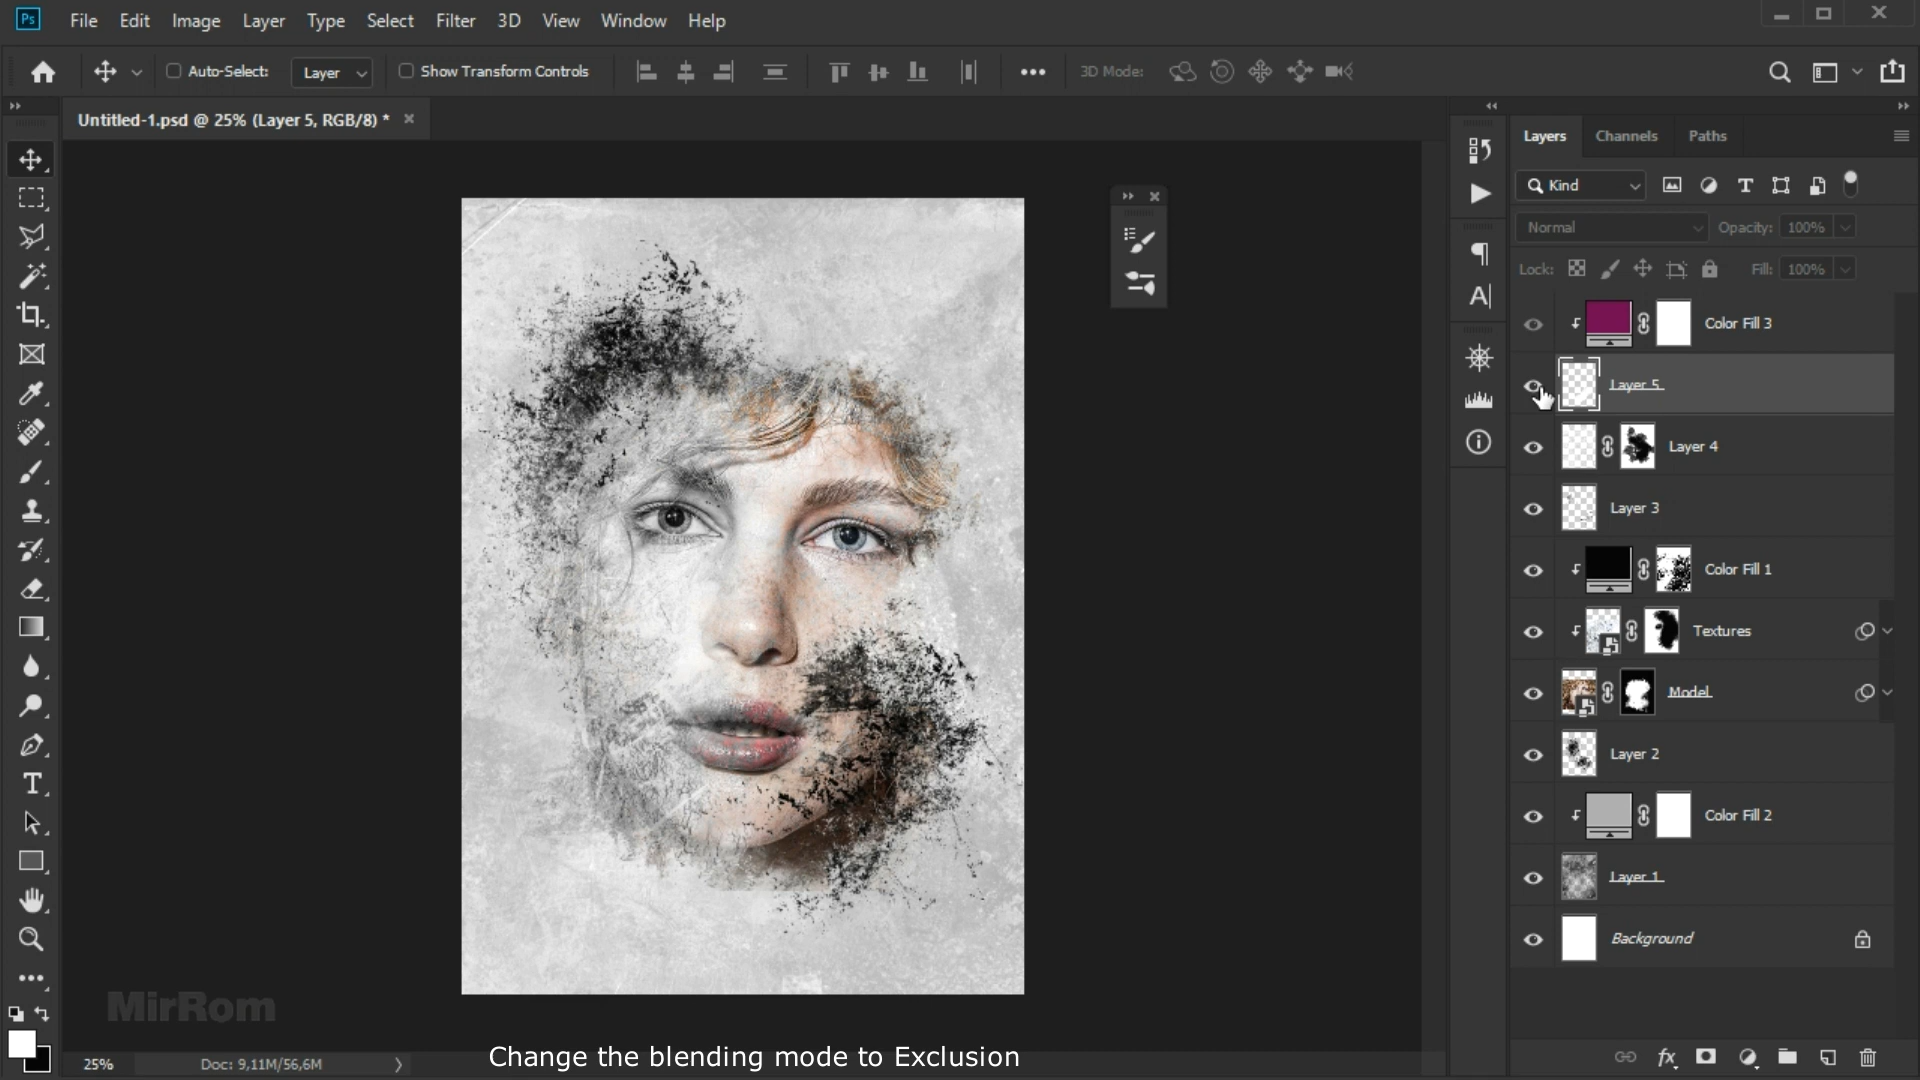 Ps File Edit Image Layer Type Select Filter 3D View Window Help
Auto-Select: Layer Show Transform Controls 3D Mode:
Untitled-1.psd @ 25% (Layer 5, RGB/8) *
Layers Channels Paths
Kind
Normal Opacity: 100%
Lock: Fill: 100%
Color Fill 3
Layer 5
Layer 4
Layer 3
Color Fill 1
Textures
Model
Layer 2
Color Fill 2
Layer 1
Background
MirRom
25% Doc: 9,11M/56,6M
Change the blending mode to Exclusion